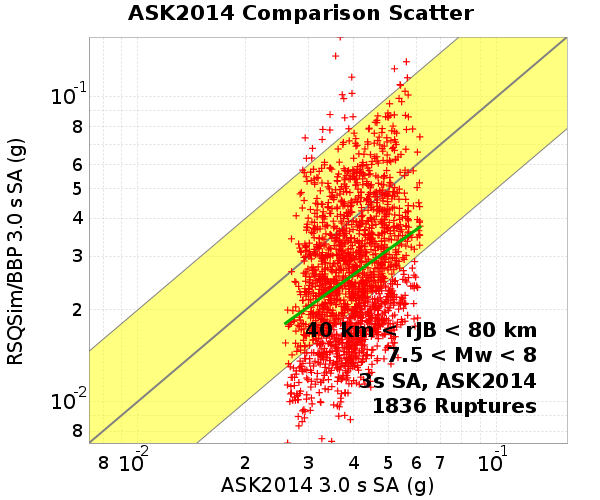 ASK2014 Comparison Scatter
RSQSim/BBP 3.0 s SA (g)
10-1
8
6
5
4
3
2
10-2
8
40 km < rJB < 80 km
7.5 < Mw < 8
3s SA, ASK2014
1836 Ruptures
8 10-2 2 3 4 5 6 7 10-1
ASK2014 3.0 s SA (g)